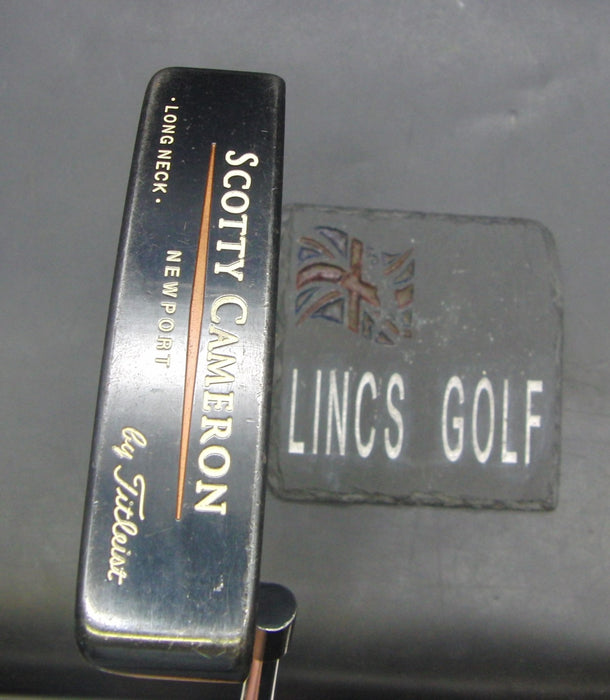 SCOTTY CAMERON
· LONG NECK ·
NEWPORT
by Titleist
LINCS GOLF